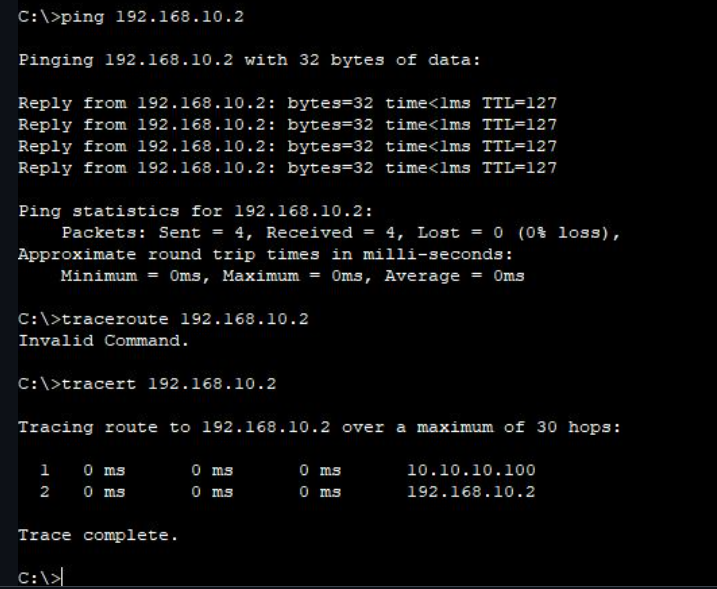 C:\>ping 192.168.10.2
Pinging 192.168.10.2 with 32 bytes of data:
Reply from 192.168.10.2: bytes=32 time<1ms TTL=127
Reply from 192.168.10.2: bytes=32 time<1ms TTL=127
Reply from 192.168.10.2: bytes=32 time<1ms TTL=127
Reply from 192.168.10.2: bytes=32 time<1ms TTL=127
Ping statistics for 192.168.10.2:
Packets: Sent = 4, Received = 4, Lost = 0 (0% loss),
Approximate round trip times in milli-seconds:
Minimum = 0ms, Maximum = 0ms, Average = 0ms
C:\>traceroute 192.168.10.2
Invalid Command.
C:\>tracert 192.168.10.2
Tracing route to 192.168.10.2 over a maximum of 30 hops:
1 0 ms 0 ms 0 ms 10.10.10.100
2 0 ms 0 ms 0 ms 192.168.10.2
Trace complete.
C:\>